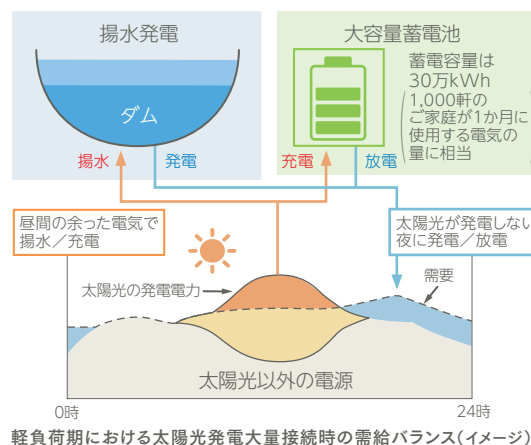 揚水発電
ダム
揚水
発電
大容量蓄電池
蓄電容量は
30万kWh
1,000軒の
ご家庭が1か月に
使用する電気の
量に相当
充電
放電
昼間の余った電気で
揚水／充電
太陽光が発電しない
夜に発電／放電
太陽光の発電電力
需要
太陽光以外の電源
0時
24時
軽負荷期における太陽光発電大量接続時の需給バランス(イメージ)